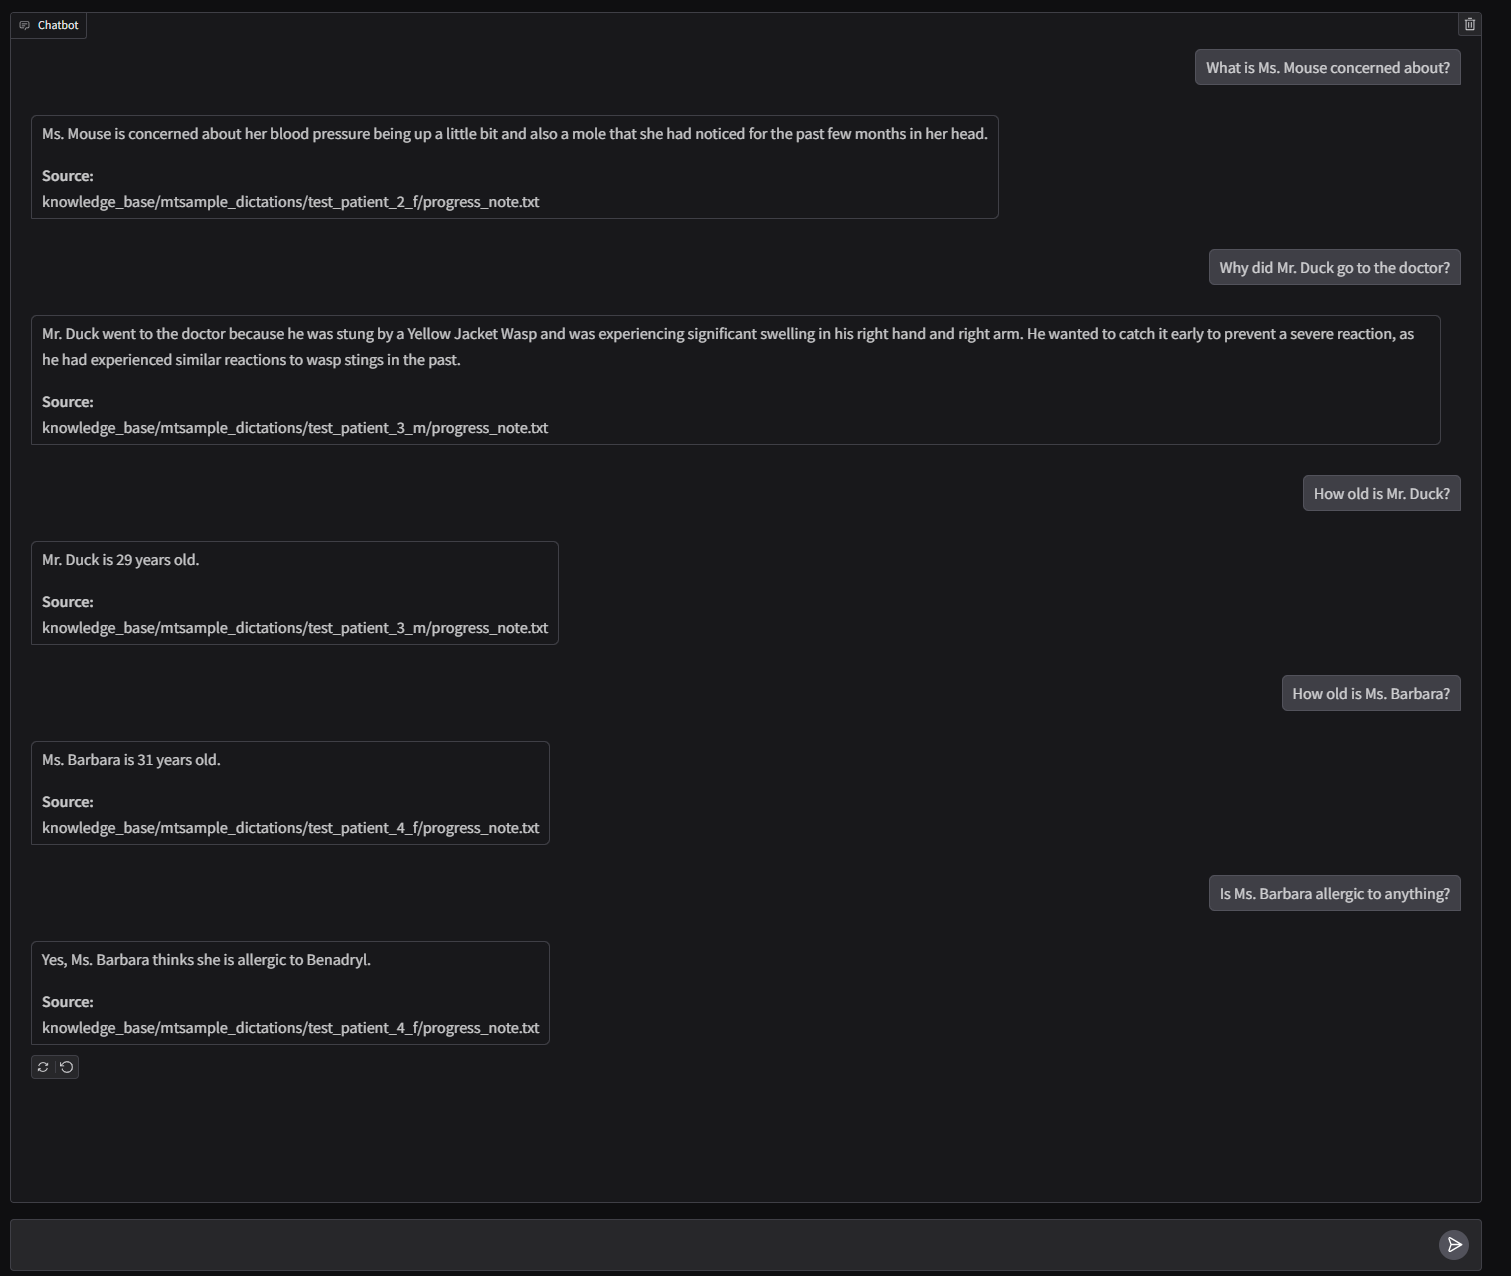 Chatbot
What is Ms. Mouse concerned about?
Ms. Mouse is concerned about her blood pressure being up a little bit and also a mole that she had noticed for the past few months in her head.
Source:
knowledge_base/mtsample_dictations/test_patient_2_f/progress_note.txt
Why did Mr. Duck go to the doctor?
Mr. Duck went to the doctor because he was stung by a Yellow Jacket Wasp and was experiencing significant swelling in his right hand and right arm. He wanted to catch it early to prevent a severe reaction, as
he had experienced similar reactions to wasp stings in the past.
Source:
knowledge_base/mtsample_dictations/test_patient_3_m/progress_note.txt
How old is Mr. Duck?
Mr. Duck is 29 years old.
Source:
knowledge_base/mtsample_dictations/test_patient_3_m/progress_note.txt
How old is Ms. Barbara?
Ms. Barbara is 31 years old.
Source:
knowledge_base/mtsample_dictations/test_patient_4_f/progress_note.txt
Is Ms. Barbara allergic to anything?
Yes, Ms. Barbara thinks she is allergic to Benadryl.
Source:
knowledge_base/mtsample_dictations/test_patient_4_f/progress_note.txt